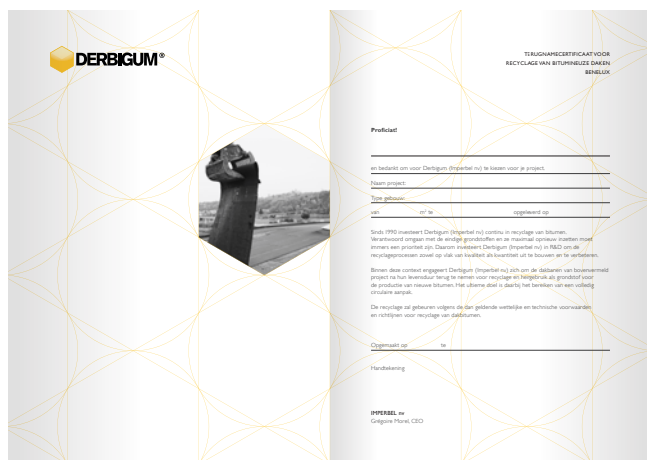 DERBIGUM®
TERUGNAMECERTIFICAAT VOOR
RECYCLAGE VAN BITUMINEUZE DAKEN
BENELUX
Proficiat!
en bedankt om voor Derbigum (Imperbel nv) te kiezen voor je project.
Naam project:
Type gebouw:
van m² te opgeleverd op
Sinds 1990 investeert Derbigum (Imperbel nv) continu in recyclage van bitumen.
Verantwoord omgaan met de eindige grondstoffen en ze maximaal opnieuw inzetten moet
immers een prioriteit zijn. Daarom investeert Derbigum (Imperbel nv) in R&D om de
recyclageprocessen zowel op vlak van kwaliteit als kwantiteit uit te bouwen en te verbeteren.
Binnen deze context engageert Derbigum (Imperbel nv) zich om de dakbanen van bovenvermeld
project na hun levensduur terug te nemen voor recyclage en hergebruik als grondstof voor
de productie van nieuwe bitumen. Het ultieme doel is daarbij het bereiken van een volledig
circulaire aanpak.
De recyclage zal gebeuren volgens de dan geldende wettelijke en technische voorwaarden
en richtlijnen voor recyclage van dakbitumen.
Opgemaakt op te
Handtekening
IMPERBEL nv
Grégoire Morel, CEO